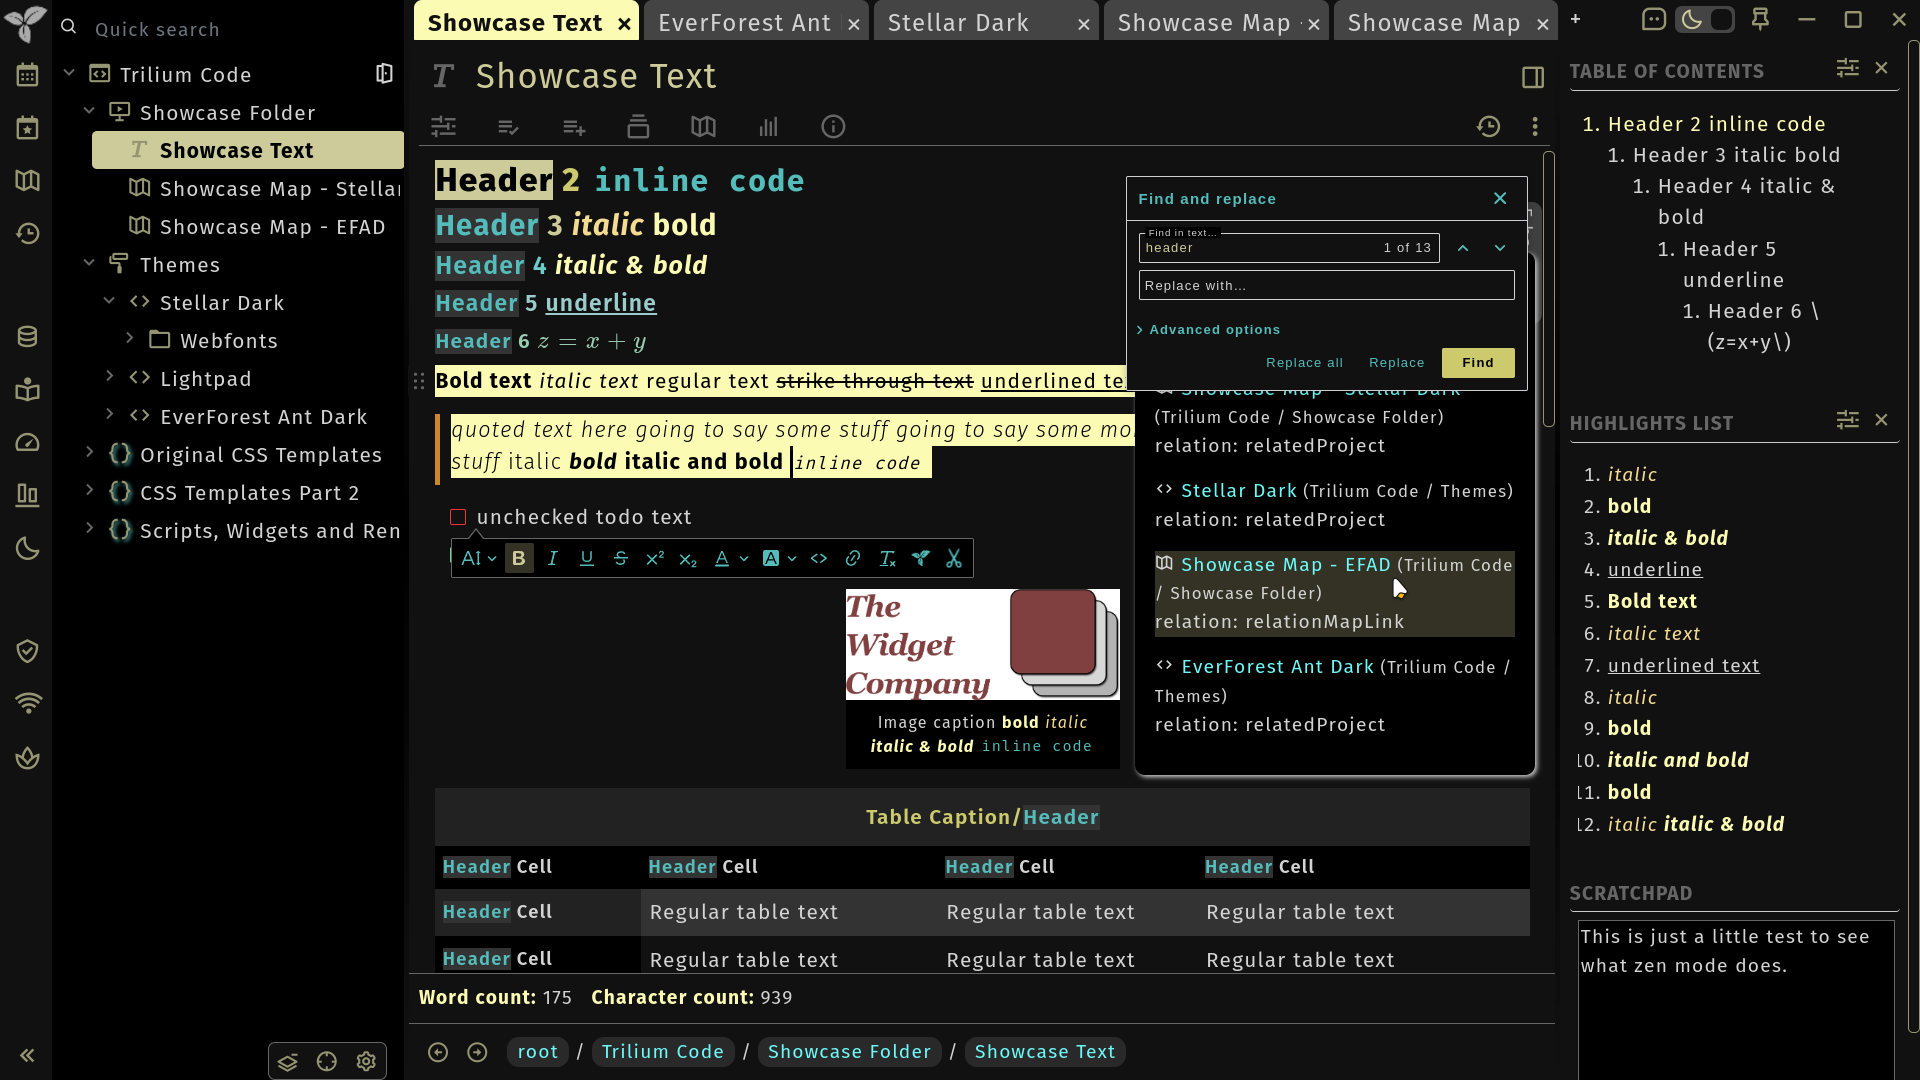 Quick search
Trilium Code
Showcase Folder
Showcase Text
Showcase Map - Stellar
Showcase Map - EFAD
Themes
Stellar Dark
Webfonts
Lightpad
EverForest Ant Dark
Original CSS Templates
CSS Templates Part 2
Scripts, Widgets and Ren
Showcase Text
EverForest Ant
Stellar Dark
Showcase Map
Showcase Map
Showcase Text
Header 2 inline code
Header 3 italic bold
Header 4 italic & bold
Header 5 underline
Header 6 z = x + y
Bold text italic text regular text strike through text underlined te
quoted text here going to say some stuff going to say some mo
stuff italic bold italic and bold inline code
unchecked todo text
The
Widget
Company
Image caption bold italic
italic & bold inline code
Table Caption/Header
Header Cell Header Cell Header Cell Header Cell
Header Cell Regular table text Regular table text Regular table text
Header Cell Regular table text Regular table text Regular table text
Word count: 175 Character count: 939
root / Trilium Code / Showcase Folder / Showcase Text
Find and replace
Find in text…
header 1 of 13
Replace with…
Advanced options
Replace all Replace Find
Showcase Map - Stellar Dark
(Trilium Code / Showcase Folder)
relation: relatedProject
Stellar Dark (Trilium Code / Themes)
relation: relatedProject
Showcase Map - EFAD (Trilium Code
/ Showcase Folder)
relation: relationMapLink
EverForest Ant Dark (Trilium Code /
Themes)
relation: relatedProject
TABLE OF CONTENTS
1. Header 2 inline code
1. Header 3 italic bold
1. Header 4 italic &
bold
1. Header 5
underline
1. Header 6 \
(z=x+y\)
HIGHLIGHTS LIST
1. italic
2. bold
3. italic & bold
4. underline
5. Bold text
6. italic text
7. underlined text
8. italic
9. bold
10. italic and bold
11. bold
12. italic italic & bold
SCRATCHPAD
This is just a little test to see
what zen mode does.